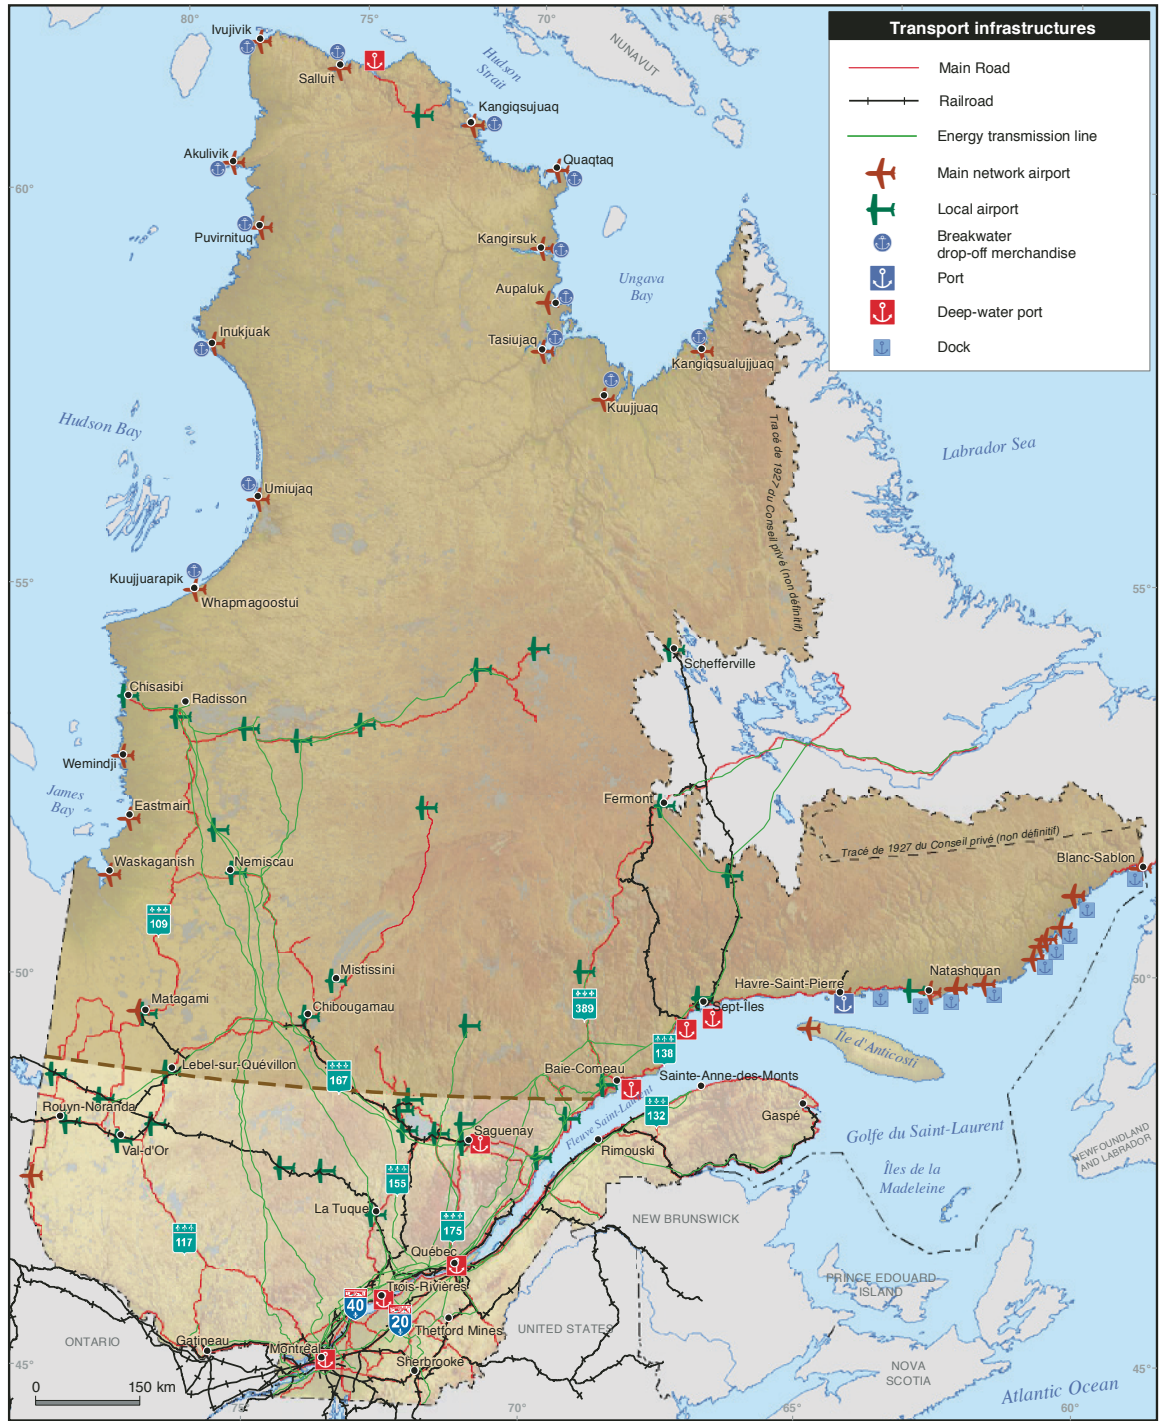 80°
75°
70°
65°
Transport infrastructures
Main Road
Railroad
Energy transmission line
Main network airport
Local airport
Breakwater
drop-off merchandise
Port
Deep-water port
Dock
Ivujivik
Salluit
Hudson
Strait
NUNAVUT
Kangiqsujuaq
Akulivik
Quaqtaq
60°
Puvirnituq
Kangirsuk
Ungava
Bay
Aupaluk
Inukjuak
Tasiujaq
Kangiqsualujjuaq
Kuujjuaq
Hudson Bay
Labrador Sea
Tracé de 1927 du Conseil privé (non définitif)
Umiujaq
55°
55°
Kuujjuarapik
Whapmagoostui
Schefferville
Chisasibi
Radisson
Wemindji
James
Bay
Eastmain
Fermont
Tracé de 1927 du Conseil privé (non définitif)
Blanc-Sablon
Waskaganish
Nemiscau
109
Mistissini
50°
50°
Natashquan
Havre-Saint-Pierre
Matagami
Chibougamau
389
Sept-Iles
Île d'Anticosti
138
Lebel-sur-Quévillon
167
Baie-Comeau
Sainte-Anne-des-Monts
Rouyn-Noranda
132
Gaspé
Fleuve Saint-Laurent
Saguenay
Golfe du Saint-Laurent
NEWFOUNDLAND
AND LABRADOR
Val-d'Or
Rimouski
Îles de la
Madeleine
155
La Tuque
117
175
NEW BRUNSWICK
Québec
Trois-Rivières
PRINCE EDOUARD
ISLAND
40
20
Thetford Mines
UNITED STATES
ONTARIO
Gatineau
Montréal
Sherbrooke
NOVA
SCOTIA
45°
45°
Atlantic Ocean
0
150 km
75°
70°
65°
60°